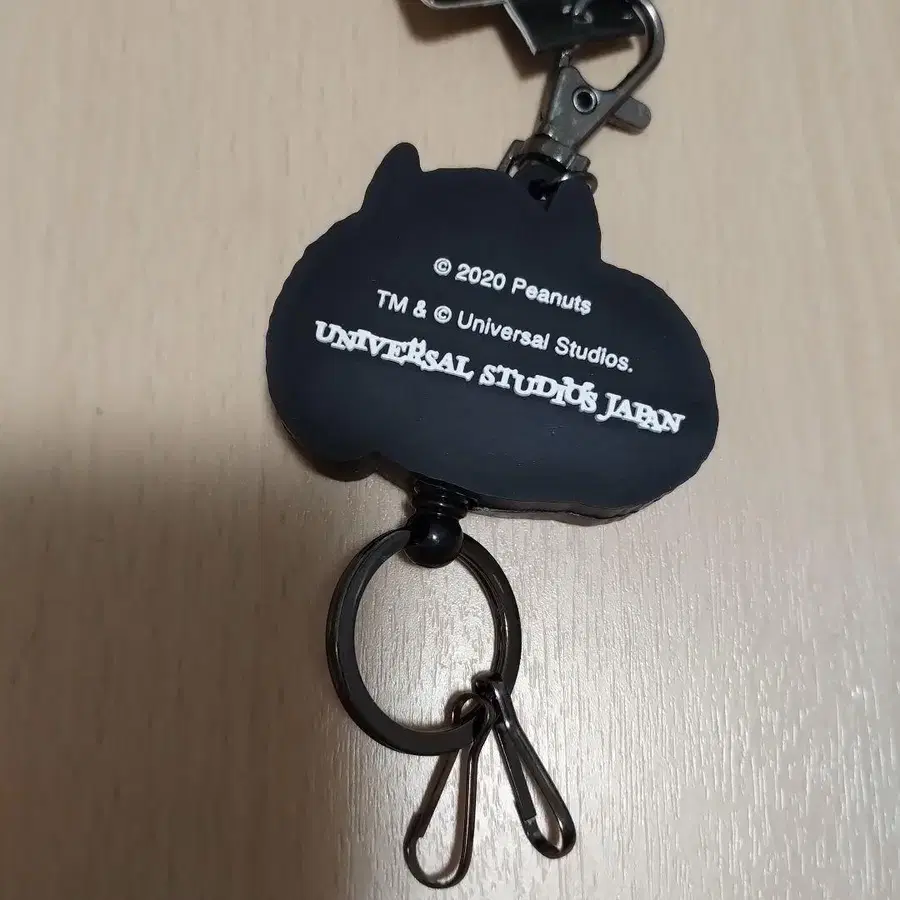 © 2020 Peanuts
TM & © Universal Studios.
UNIVERSAL STUDIOS JAPAN